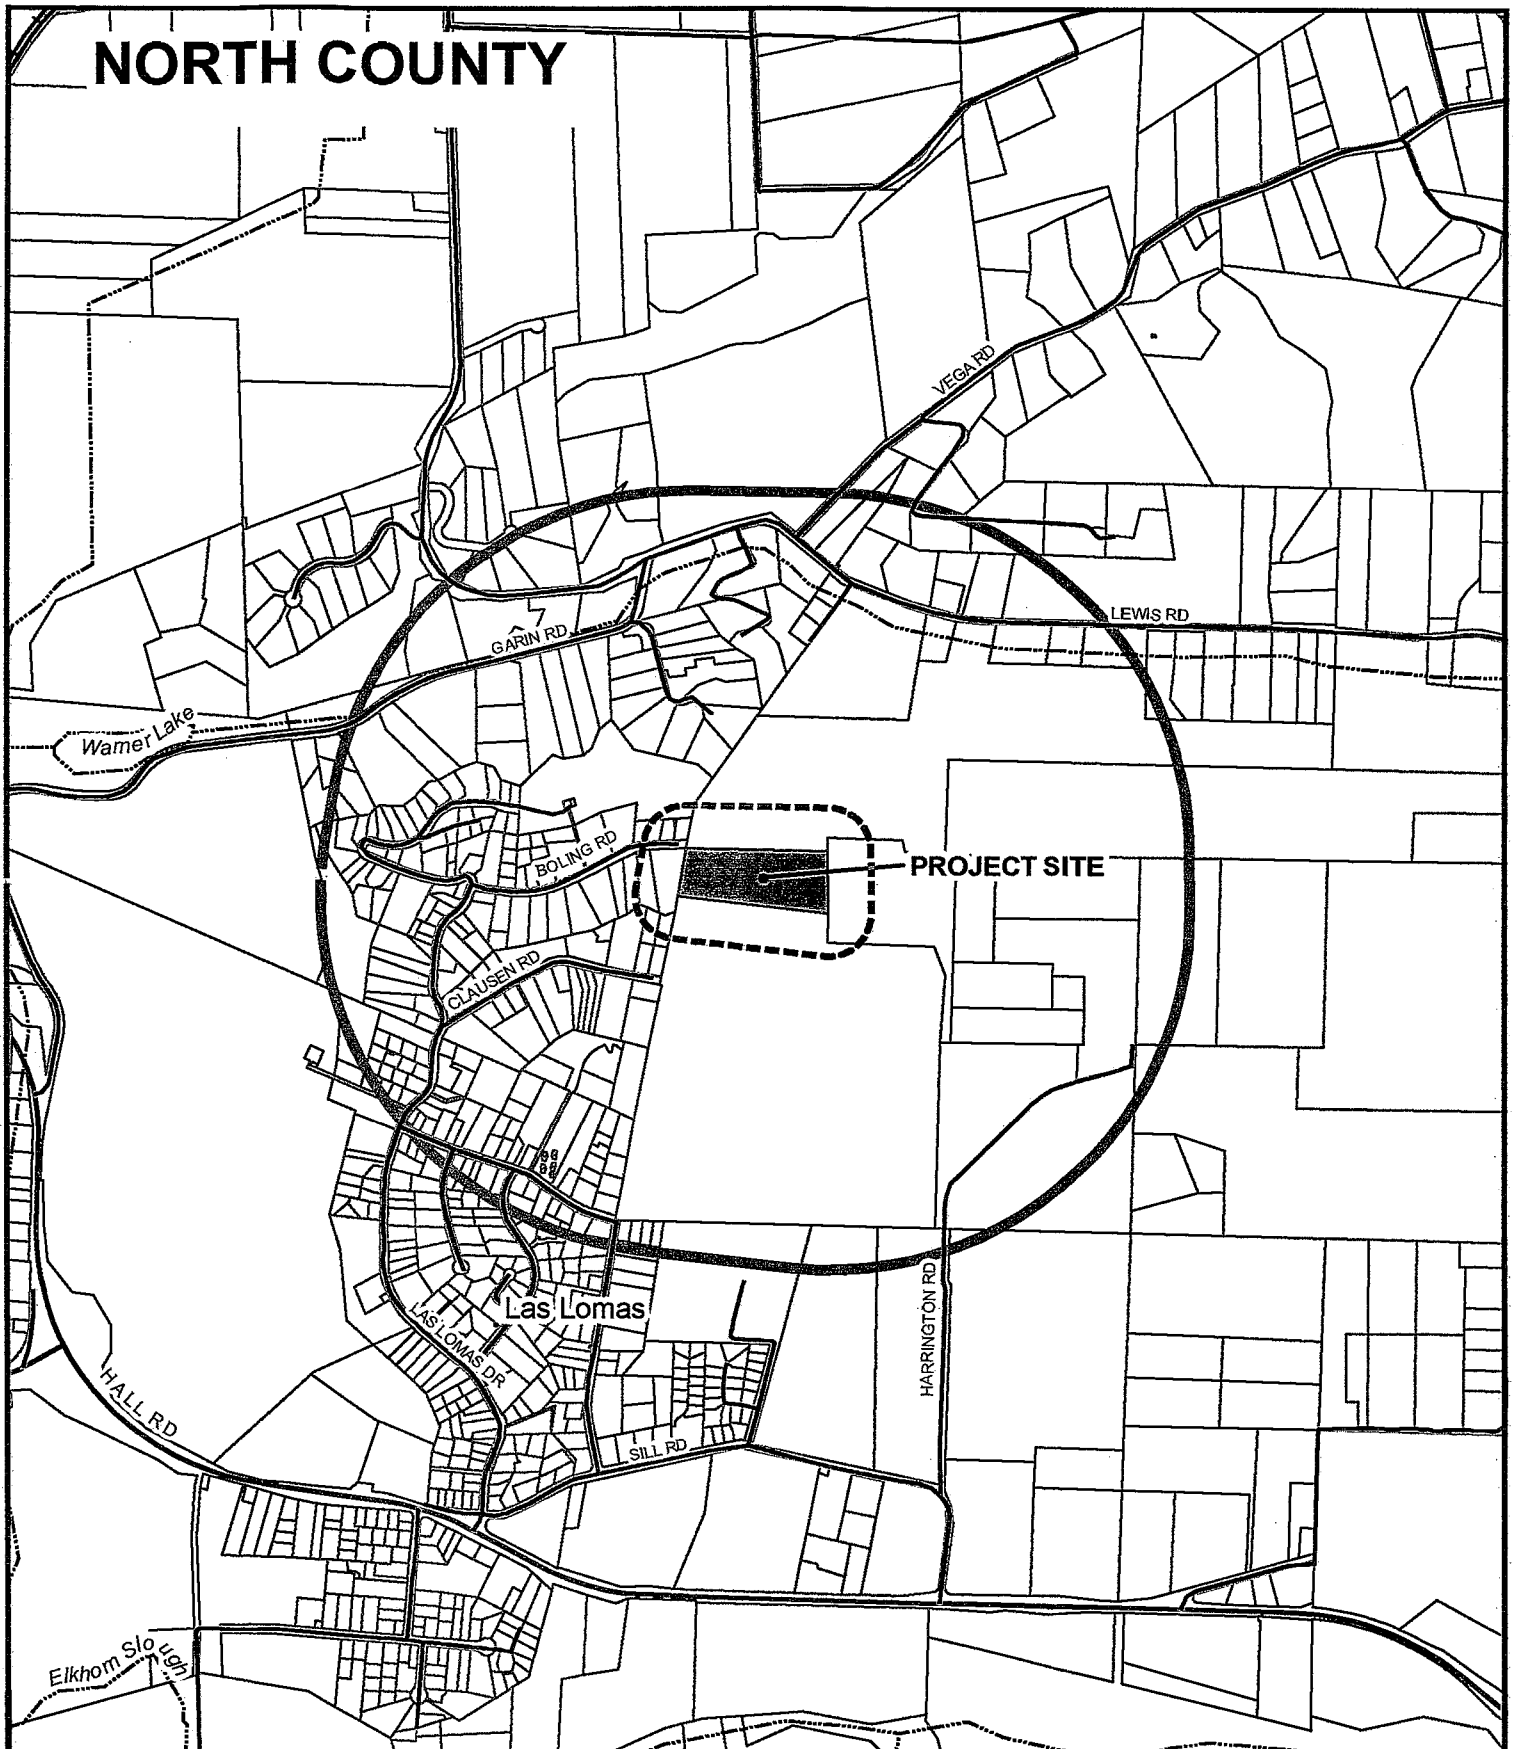 NORTH COUNTY
VEGA RD
LEWIS RD
GARIN RD
Warner Lake
BOLING RD
PROJECT SITE
CLAUSEN RD
HARRINGTON RD
Las Lomas
LAS LOMAS DR
HALL RD
SILL RD
Elkhorn Slough